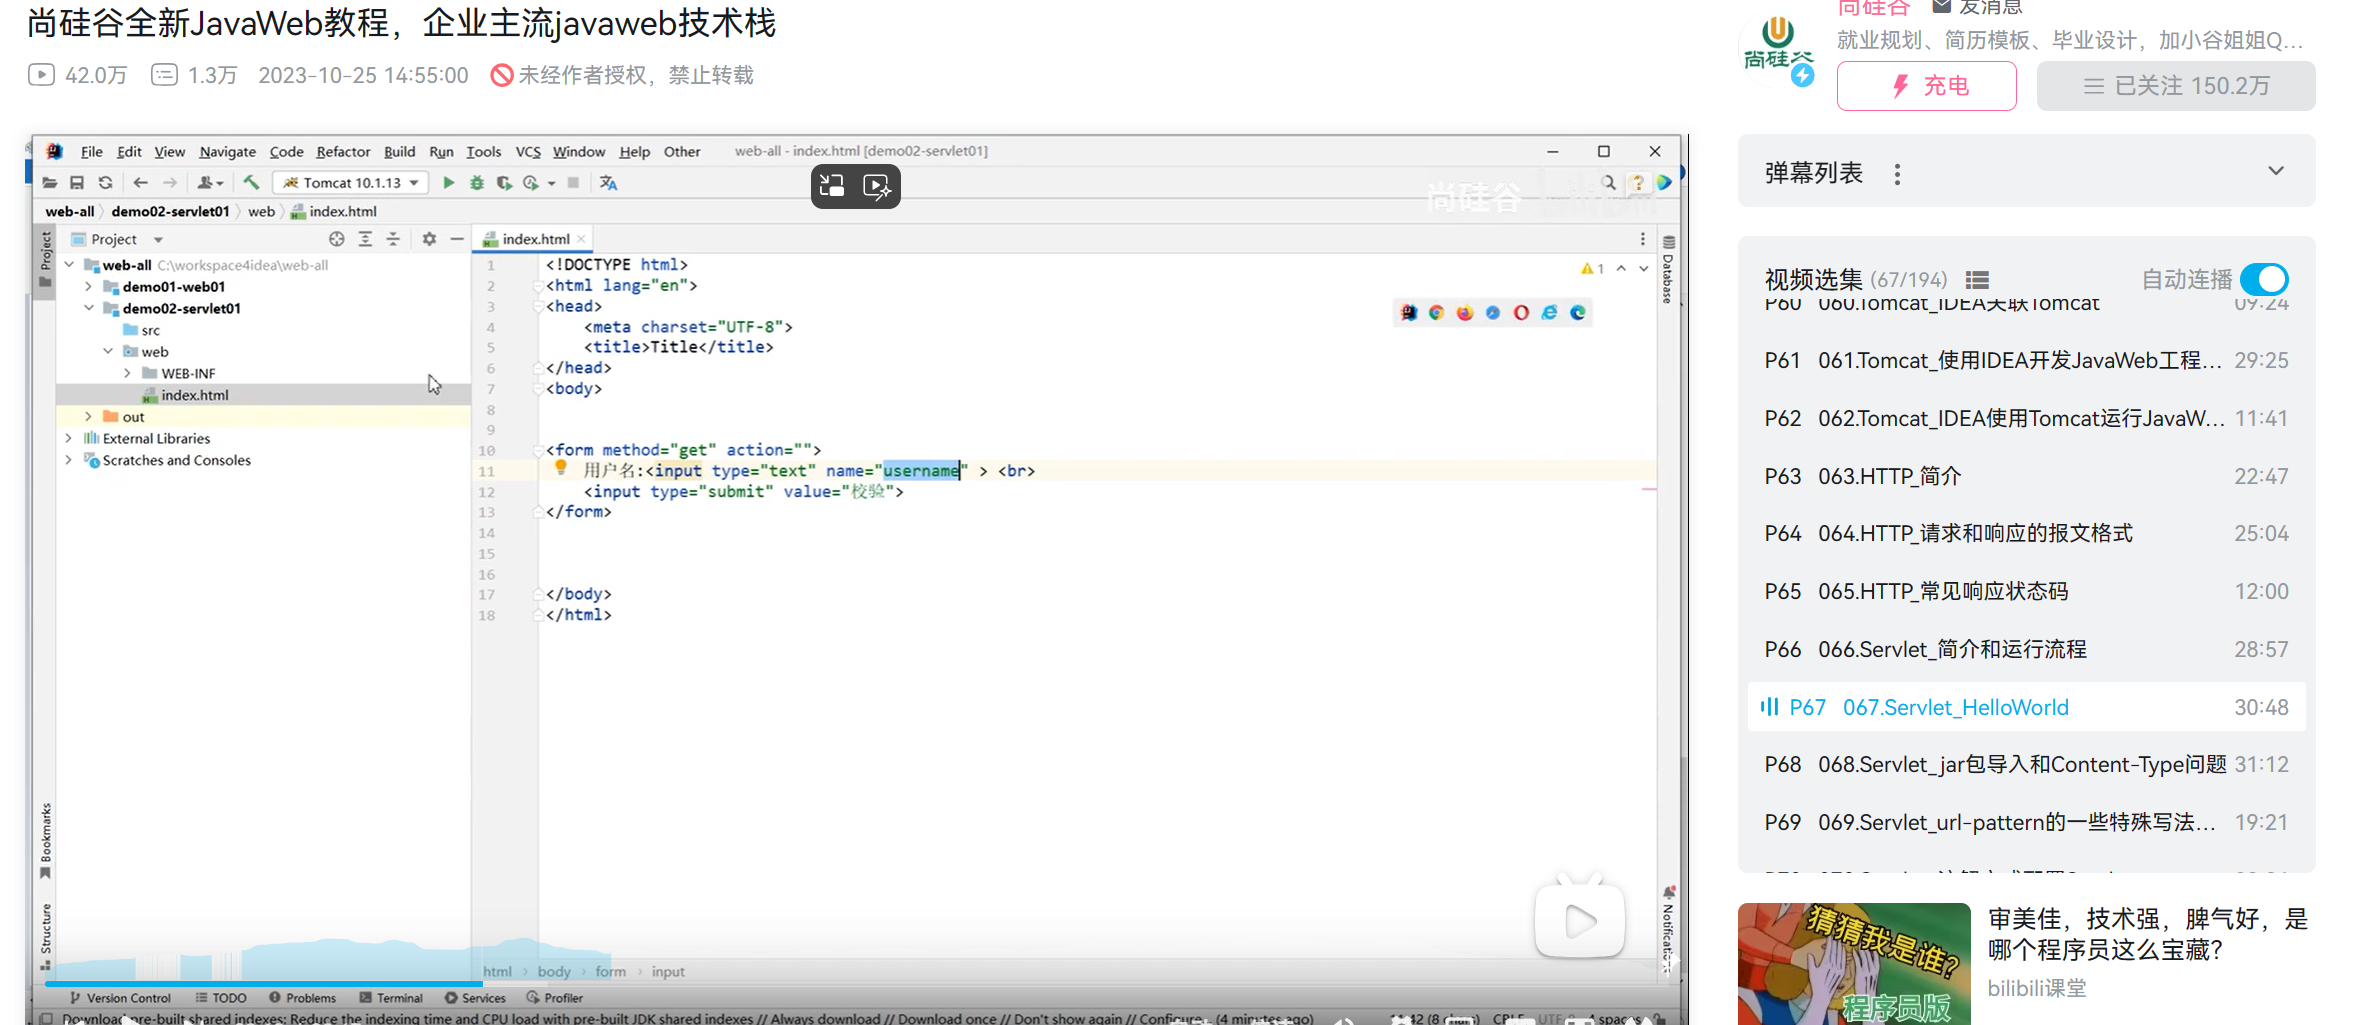 尚硅谷全新JavaWeb教程，企业主流javaweb技术栈
42.0万 1.3万 2023-10-25 14:55:00 未经作者授权，禁止转载
尚硅谷 发消息
就业规划、简历模板、毕业设计，加小谷姐姐Q...
尚硅谷
充电
已关注 150.2万
File Edit View Navigate Code Refactor Build Run Tools VCS Window Help Other web-all - index.html [demo02-servlet01]
Tomcat 10.1.13
尚硅谷
web-all demo02-servlet01 web index.html
Project
index.html
Project
web-all C:\workspace4idea\web-all
demo01-web01
demo02-servlet01
src
web
WEB-INF
index.html
out
External Libraries
Scratches and Consoles
Bookmarks
Structure
1 <!DOCTYPE html>
2 <html lang="en">
3 <head>
4 <meta charset="UTF-8">
5 <title>Title</title>
6 </head>
7 <body>
8
9
10 <form method="get" action="">
11 用户名:<input type="text" name="username" > <br>
12 <input type="submit" value="校验">
13 </form>
14
15
16
17 </body>
18 </html>
1
Database
Notifications
html body form input
Version Control TODO Problems Terminal Services Profiler
Download pre-built shared indexes: Reduce the indexing time and CPU load with pre-built JDK shared indexes // Always download // Download once // Don't show again // Configure... (4 minutes ago)
弹幕列表
视频选集 (67/194) 自动连播
P60 060.Tomcat_IDEA关联Tomcat 09:24
P61 061.Tomcat_使用IDEA开发JavaWeb工程... 29:25
P62 062.Tomcat_IDEA使用Tomcat运行JavaW... 11:41
P63 063.HTTP_简介 22:47
P64 064.HTTP_请求和响应的报文格式 25:04
P65 065.HTTP_常见响应状态码 12:00
P66 066.Servlet_简介和运行流程 28:57
P67 067.Servlet_HelloWorld 30:48
P68 068.Servlet_jar包导入和Content-Type问题 31:12
P69 069.Servlet_url-pattern的一些特殊写法... 19:21
猜猜我是谁？
程序员版
审美佳，技术强，脾气好，是
哪个程序员这么宝藏？
bilibili课堂